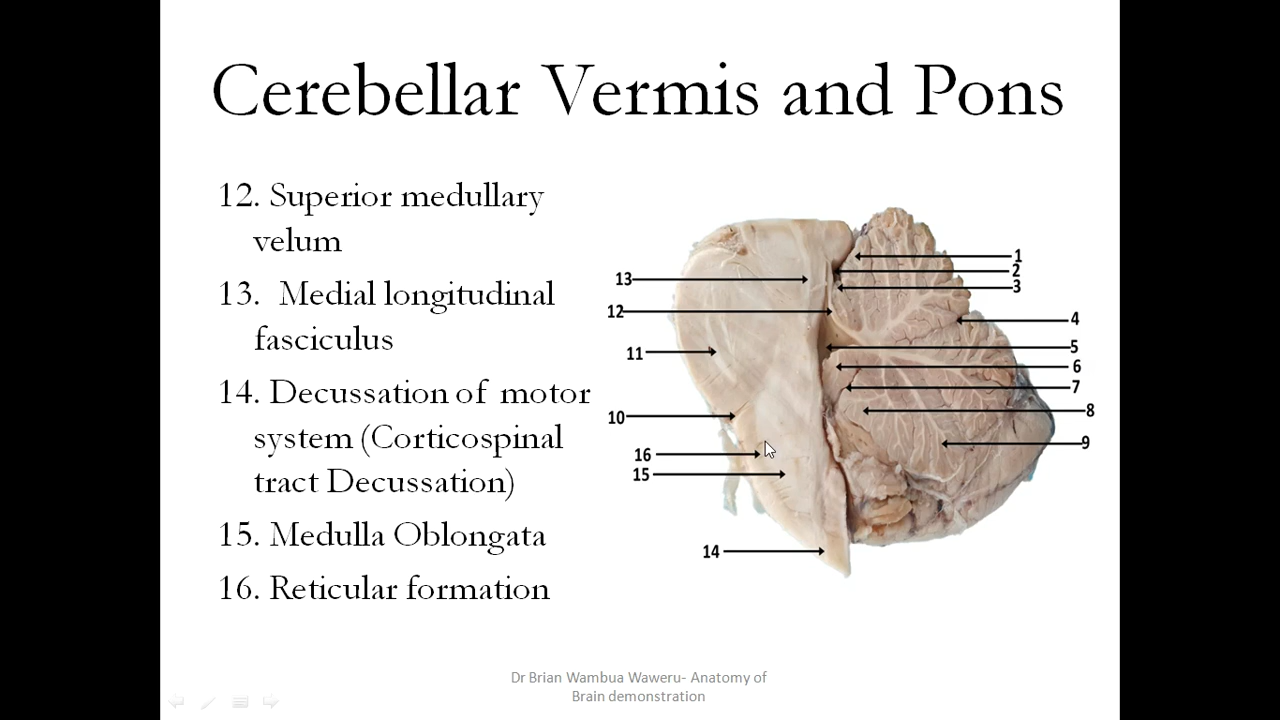 Cerebellar Vermis and Pons
12. Superior medullary
velum
13. Medial longitudinal
fasciculus
14. Decussation of motor
system (Corticospinal
tract Decussation)
15. Medulla Oblongata
16. Reticular formation
13
12
11
10
16
15
14
1
2
3
4
5
6
7
8
9
Dr Brian Wambua Waweru- Anatomy of
Brain demonstration